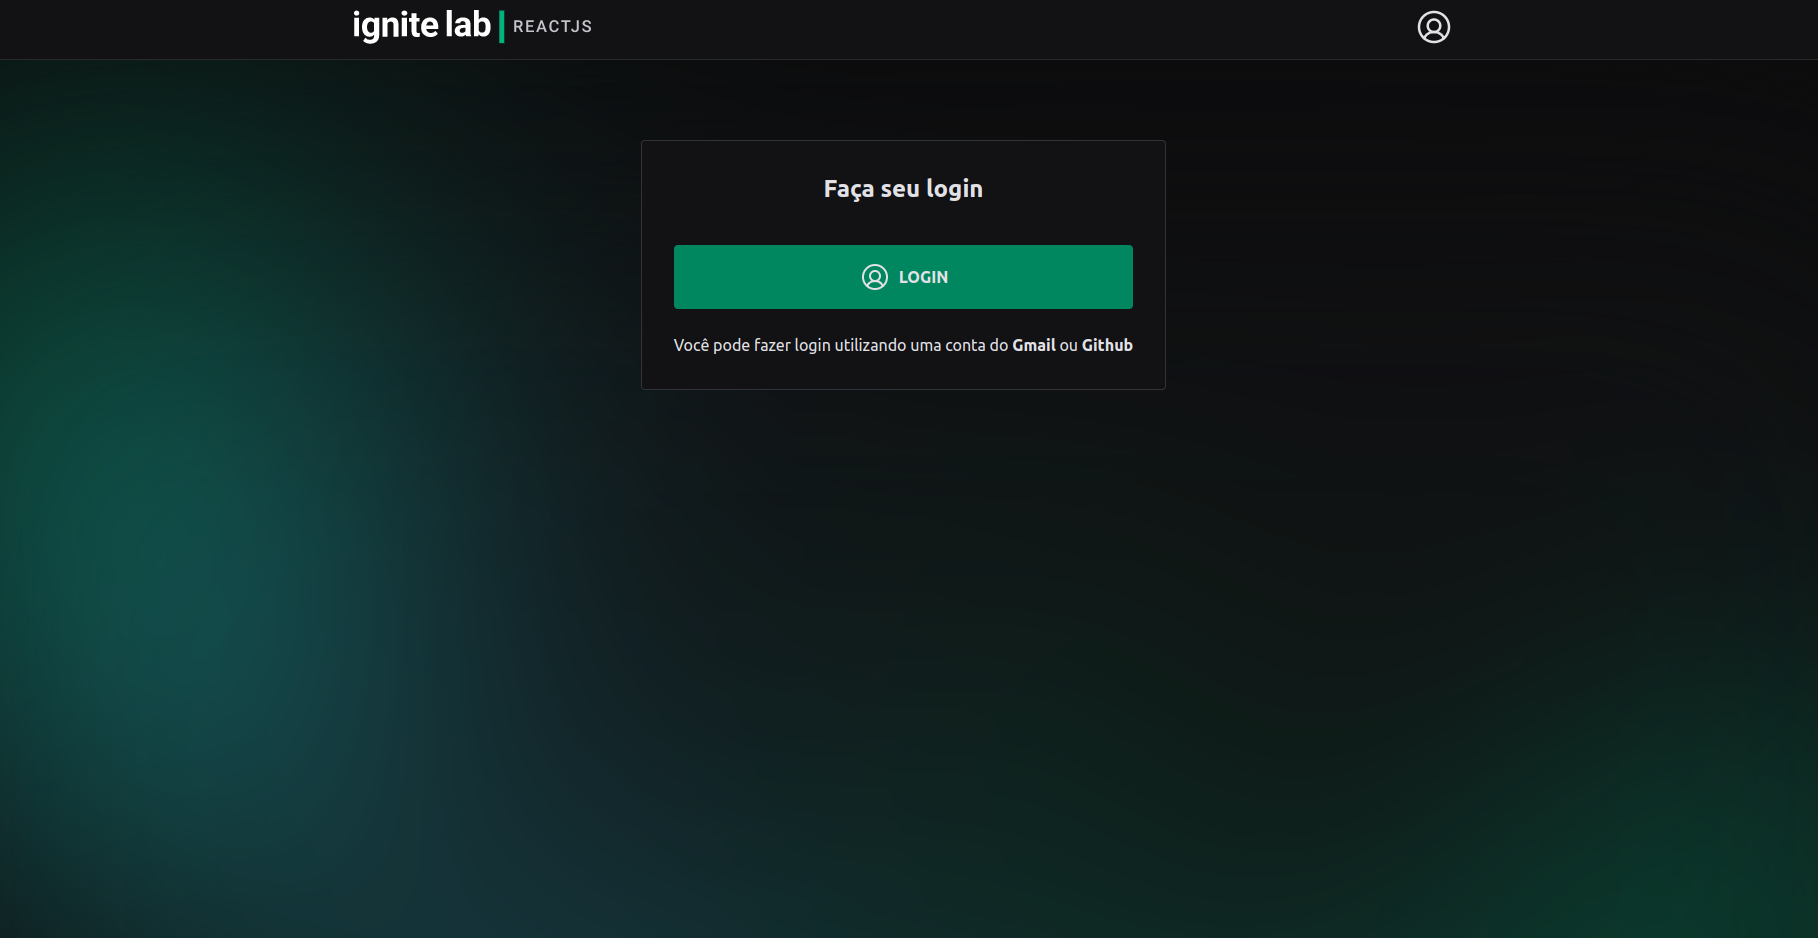 ignite lab REACTJS
Faça seu login
LOGIN
Você pode fazer login utilizando uma conta do Gmail ou Github